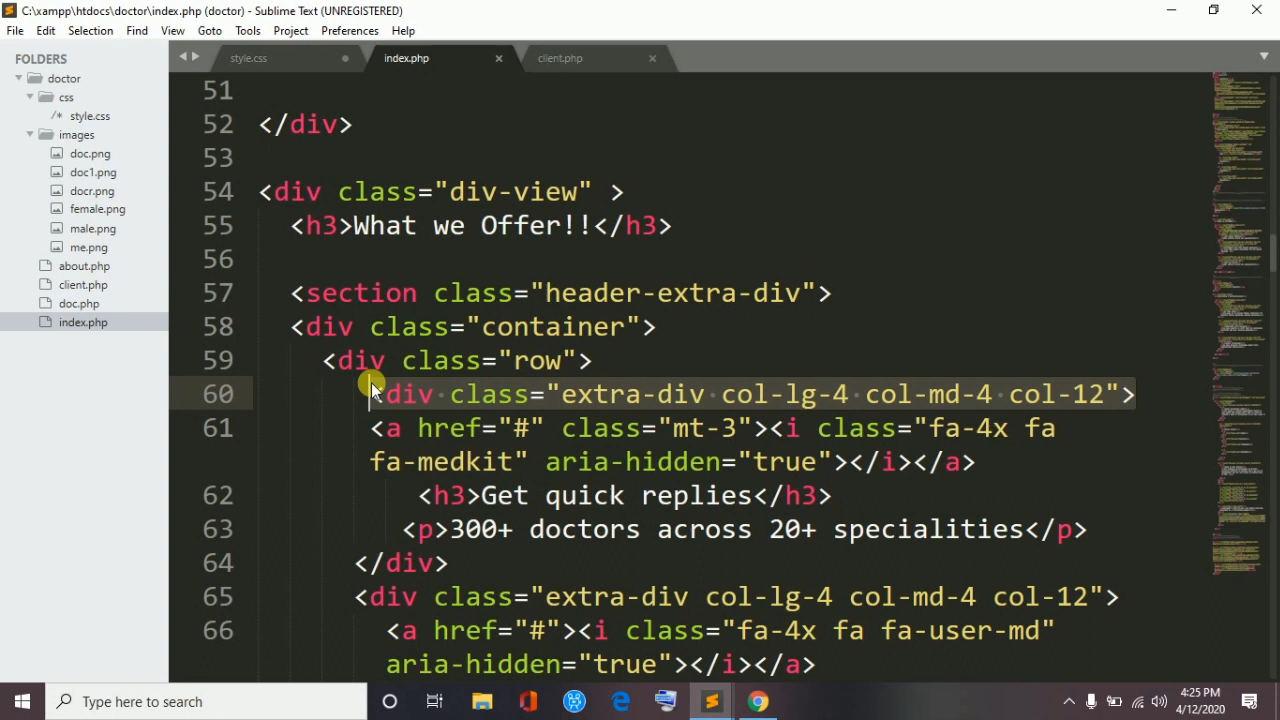 C:\xampp\htdocs\doctor\index.php (doctor) - Sublime Text (UNREGISTERED)
File Edit Selection Find View Goto Tools Project Preferences Help
FOLDERS
doctor
css
/* style.css
images
doc.png
doc1.png
docr.png
female.png
male.png
me.png
about.php
client.php
doc.php
index.php
style.css
index.php
client.php
51
52 </div>
53
54 <div class="div-view" >
55 <h3>What we Offer!!</h3>
56
57 <section class="header-extra-div">
58 <div class="container">
59 <div class="row">
60 <div class="extra-div col-lg-4 col-md-4 col-12">
61 <a href="#" class="mt-3"><i class="fa-4x fa
fa-medkit" aria-hidden="true"></i></a>
62 <h3>Get quick replies</h3>
63 <p>300+ doctors across 20+ specialities</p>
64 </div>
65 <div class="extra-div col-lg-4 col-md-4 col-12">
66 <a href="#"><i class="fa-4x fa fa-user-md"
aria-hidden="true"></i></a>
Type here to search
4:25 PM
4/12/2020